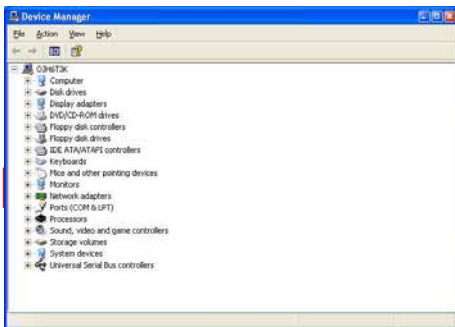 Device Manager
File Action View Help
Computer
Disk drives
Display adapters
DVD/CD-ROM drives
Floppy disk controllers
Floppy disk drives
IDE ATA/ATAPI controllers
Keyboards
Mice and other pointing devices
Monitors
Network adapters
Ports (COM & LPT)
Processors
Sound, video and game controllers
Storage volumes
System devices
Universal Serial Bus controllers